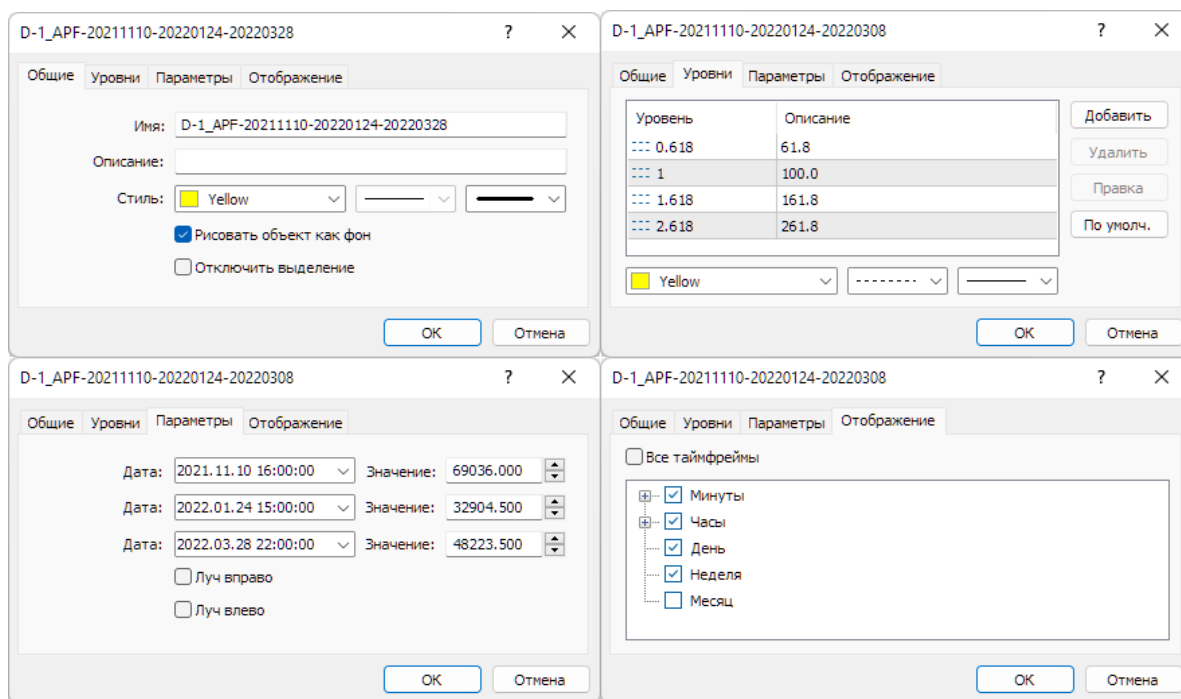 D-1_APF-20211110-20220124-20220328 ?
Общие Уровни Параметры Отображение
Имя: D-1_APF-20211110-20220124-20220328
Описание:
Стиль: Yellow
Рисовать объект как фон
Отключить выделение
OK Отмена
D-1_APF-20211110-20220124-20220308 ?
Общие Уровни Параметры Отображение
Уровень Описание
0.618 61.8
1 100.0
1.618 161.8
2.618 261.8
Добавить
Удалить
Правка
По умолч.
Yellow
OK Отмена
D-1_APF-20211110-20220124-20220308 ?
Общие Уровни Параметры Отображение
Дата: 2021.11.10 16:00:00 Значение: 69036.000
Дата: 2022.01.24 15:00:00 Значение: 32904.500
Дата: 2022.03.28 22:00:00 Значение: 48223.500
Луч вправо
Луч влево
OK Отмена
D-1_APF-20211110-20220124-20220308 ?
Общие Уровни Параметры Отображение
Все таймфреймы
Минуты
Часы
День
Неделя
Месяц
OK Отмена